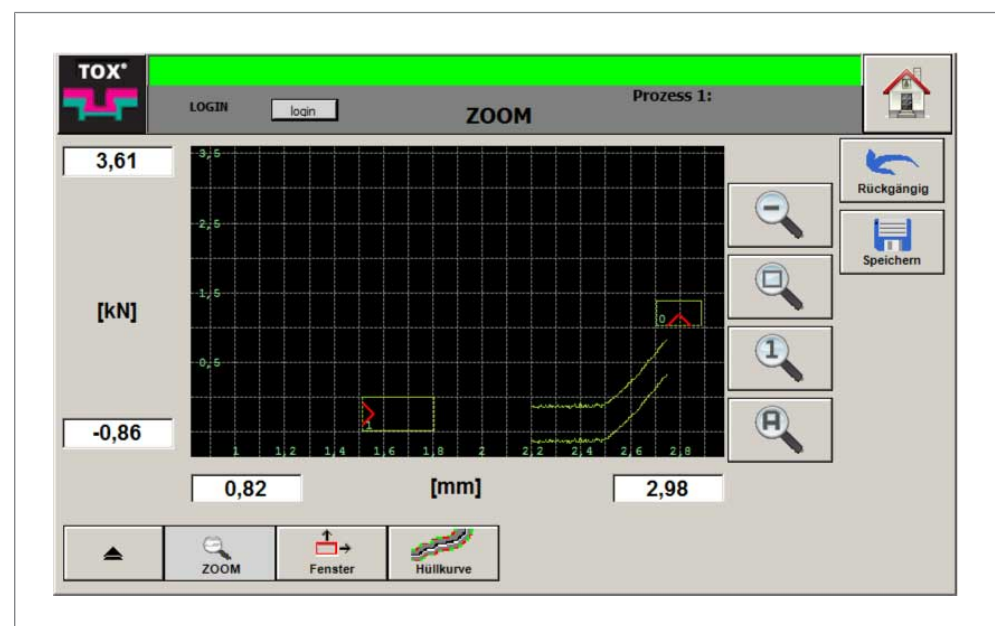 TOX®
LOGIN
login
ZOOM
Prozess 1:
3,61
[kN]
-0,86
3,5
2,5
1,5
0,5
0
1
1 1,2 1,4 1,6 1,8 2 2,2 2,4 2,6 2,8
0,82
[mm]
2,98
1
A
Rückgängig
Speichern
ZOOM
Fenster
Hüllkurve